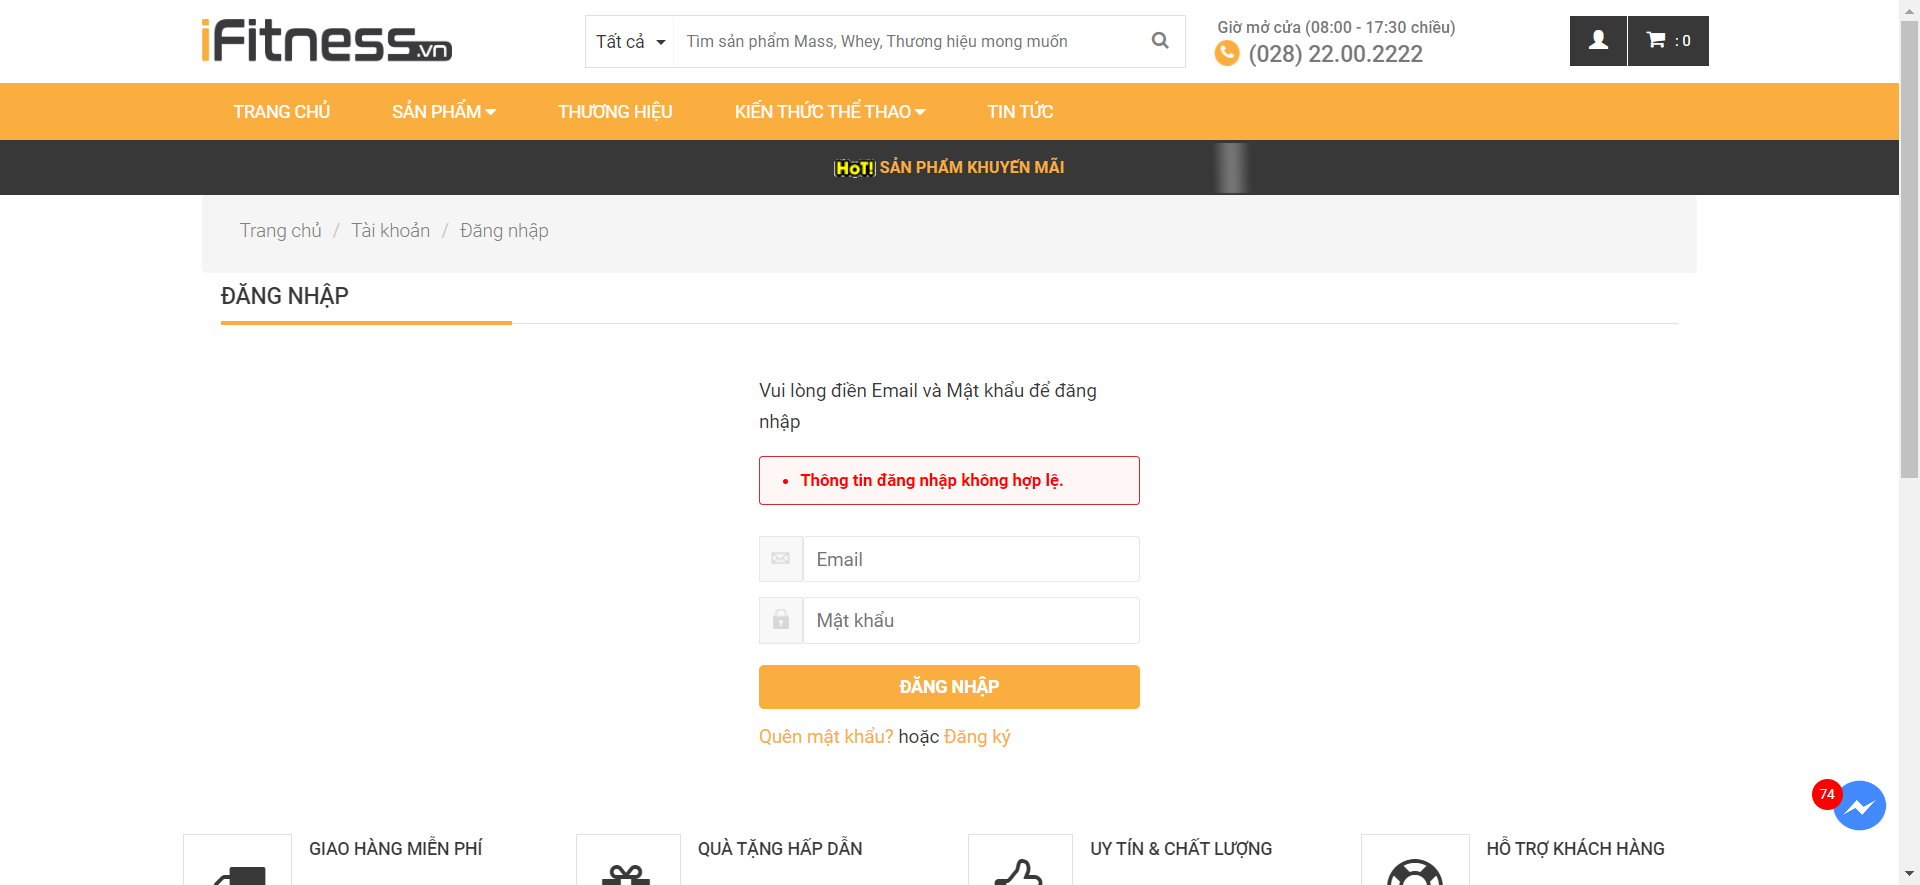 iFitness.vn
Tất cả
Tìm sản phẩm Mass, Whey, Thương hiệu mong muốn
Giờ mở cửa (08:00 - 17:30 chiều)
(028) 22.00.2222
: 0
TRANG CHỦ SẢN PHẨM THƯƠNG HIỆU KIẾN THỨC THỂ THAO TIN TỨC
HOT! SẢN PHẨM KHUYẾN MÃI
Trang chủ / Tài khoản / Đăng nhập
ĐĂNG NHẬP
Vui lòng điền Email và Mật khẩu để đăng
nhập
• Thông tin đăng nhập không hợp lệ.
Email
Mật khẩu
ĐĂNG NHẬP
Quên mật khẩu? hoặc Đăng ký
74
GIAO HÀNG MIỄN PHÍ
QUÀ TẶNG HẤP DẪN
UY TÍN & CHẤT LƯỢNG
HỖ TRỢ KHÁCH HÀNG